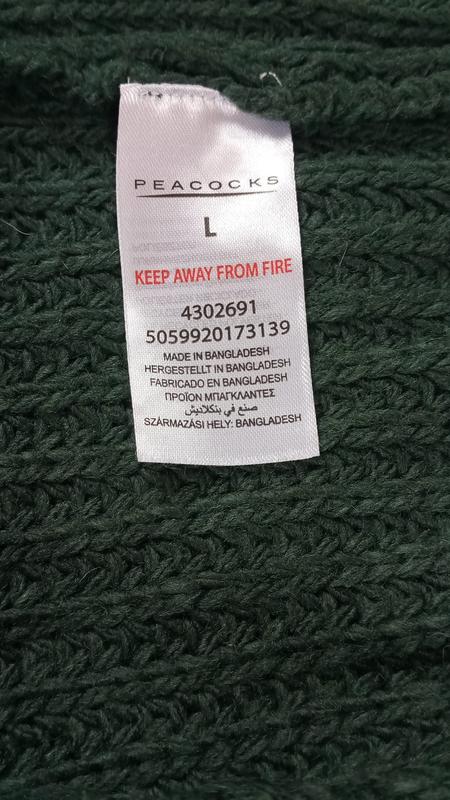 PEACOCKS
L
KEEP AWAY FROM FIRE
4302691
5059920173139
MADE IN BANGLADESH
HERGESTELLT IN BANGLADESH
FABRICADO EN BANGLADESH
ΠΡΟΪΟΝ ΜΠΑΓΚΛΑΝΤΕΣ
صنع في بنكلاديش
SZÁRMAZÁSI HELY: BANGLADESH